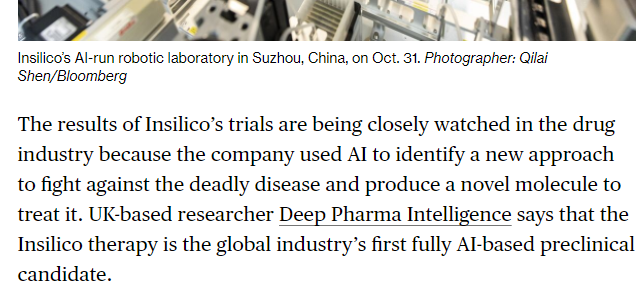 Insilico’s AI-run robotic laboratory in Suzhou, China, on Oct. 31. Photographer: Qilai
Shen/Bloomberg
The results of Insilico’s trials are being closely watched in the drug
industry because the company used AI to identify a new approach
to fight against the deadly disease and produce a novel molecule to
treat it. UK-based researcher Deep Pharma Intelligence says that the
Insilico therapy is the global industry’s first fully AI-based preclinical
candidate.